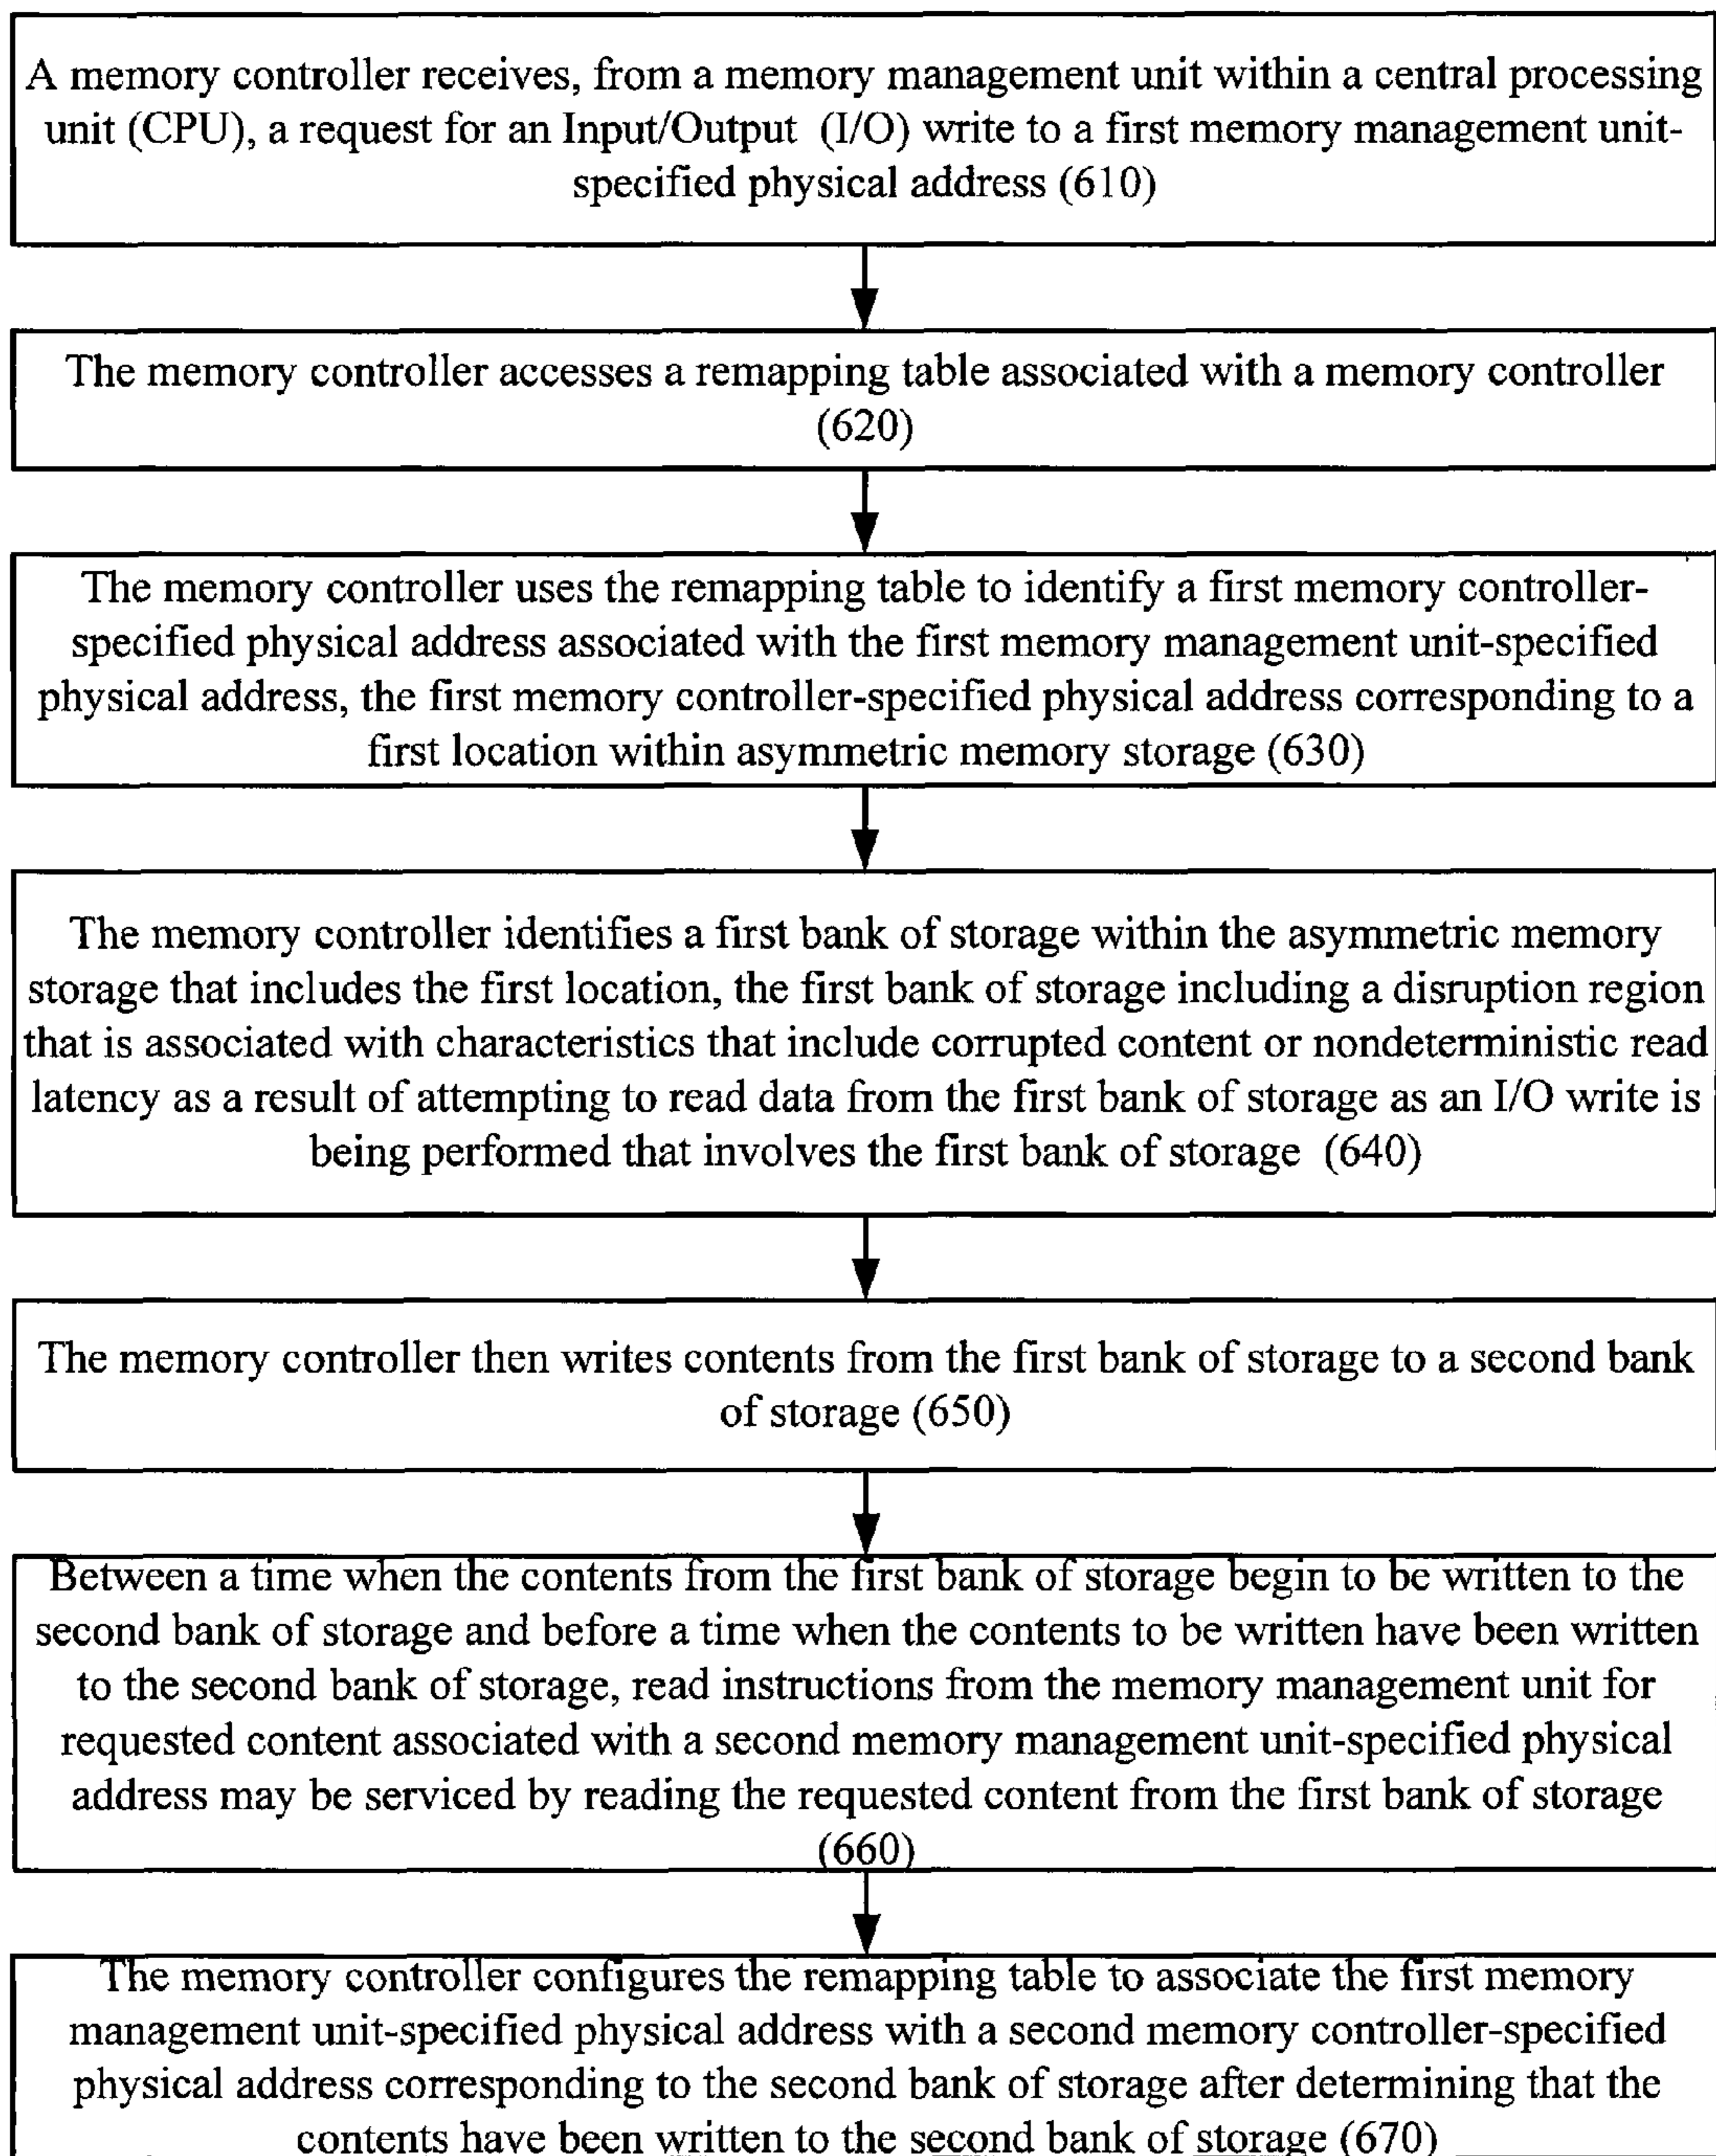 A memory controller receives, from a memory management unit within a central processing
unit (CPU), a request for an Input/Output (I/O) write to a first memory management unit-
specified physical address (610)
The memory controller accesses a remapping table associated with a memory controller
(620)
The memory controller uses the remapping table to identify a first memory controller-
specified physical address associated with the first memory management unit-specified
physical address, the first memory controller-specified physical address corresponding to a
first location within asymmetric memory storage (630)
The memory controller identifies a first bank of storage within the asymmetric memory
storage that includes the first location, the first bank of storage including a disruption region
that is associated with characteristics that include corrupted content or nondeterministic read
latency as a result of attempting to read data from the first bank of storage as an I/O write is
being performed that involves the first bank of storage (640)
The memory controller then writes contents from the first bank of storage to a second bank
of storage (650)
Between a time when the contents from the first bank of storage begin to be written to the
second bank of storage and before a time when the contents to be written have been written
to the second bank of storage, read instructions from the memory management unit for
requested content associated with a second memory management unit-specified physical
address may be serviced by reading the requested content from the first bank of storage
(660)
The memory controller configures the remapping table to associate the first memory
management unit-specified physical address with a second memory controller-specified
physical address corresponding to the second bank of storage after determining that the
contents have been written to the second bank of storage (670)